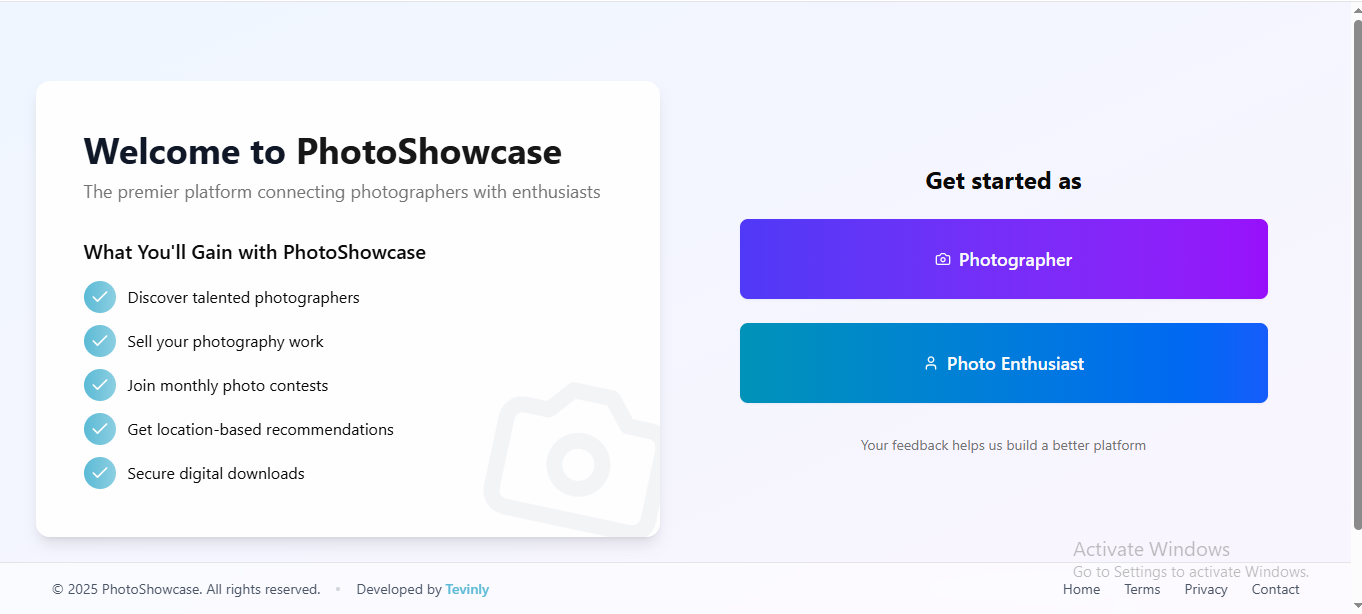 Welcome to PhotoShowcase
The premier platform connecting photographers with enthusiasts
What You'll Gain with PhotoShowcase
Discover talented photographers
Sell your photography work
Join monthly photo contests
Get location-based recommendations
Secure digital downloads
Get started as
Photographer
Photo Enthusiast
Your feedback helps us build a better platform
Activate Windows
Go to Settings to activate Windows.
© 2025 PhotoShowcase. All rights reserved. • Developed by Tevinly
Home Terms Privacy Contact